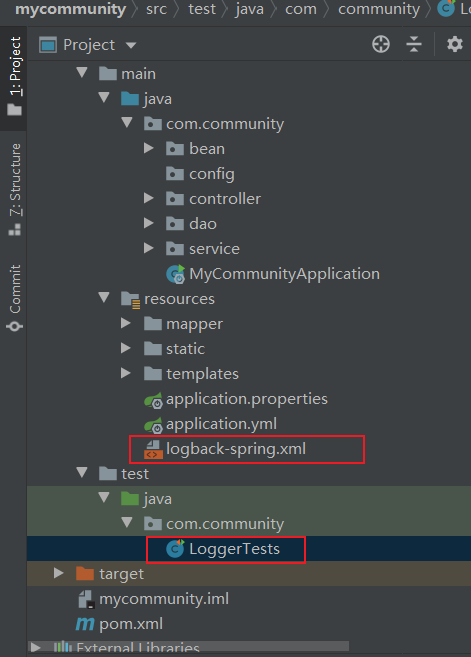 mycommunity > src > test > java > com > community >
1: Project
Project
main
java
com.community
bean
config
controller
dao
service
MyCommunityApplication
resources
mapper
static
templates
application.properties
application.yml
logback-spring.xml
test
java
com.community
LoggerTests
target
mycommunity.iml
pom.xml
External Libraries
7: Structure
Commit